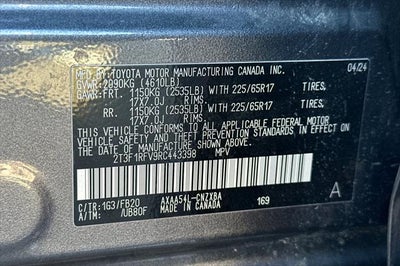 MFD.BY:TOYOTA MOTOR MANUFACTURING CANADA INC. 04/24
GVWR:2090KG (4610LB)
GAWR:FRT. 1150KG (2535LB) WITH 225/65R17 TIRES,
17X7.0J RIMS,
RR. 1150KG (2535LB) WITH 225/65R17 TIRES,
17X7.0J RIMS,
THIS VEHICLE CONFORMS TO ALL APPLICABLE FEDERAL MOTOR
VEHICLE SAFETY AND THEFT PREVENTION STANDARDS IN
EFFECT ON THE DATE OF MANUFACTURE SHOWN ABOVE.
2T3F1RFV9RC443398 MPV
C/TR:1G3/FB20 AXAA54L-CNZXBA A
A/TM: /UB80F MADE IN CANADA 169